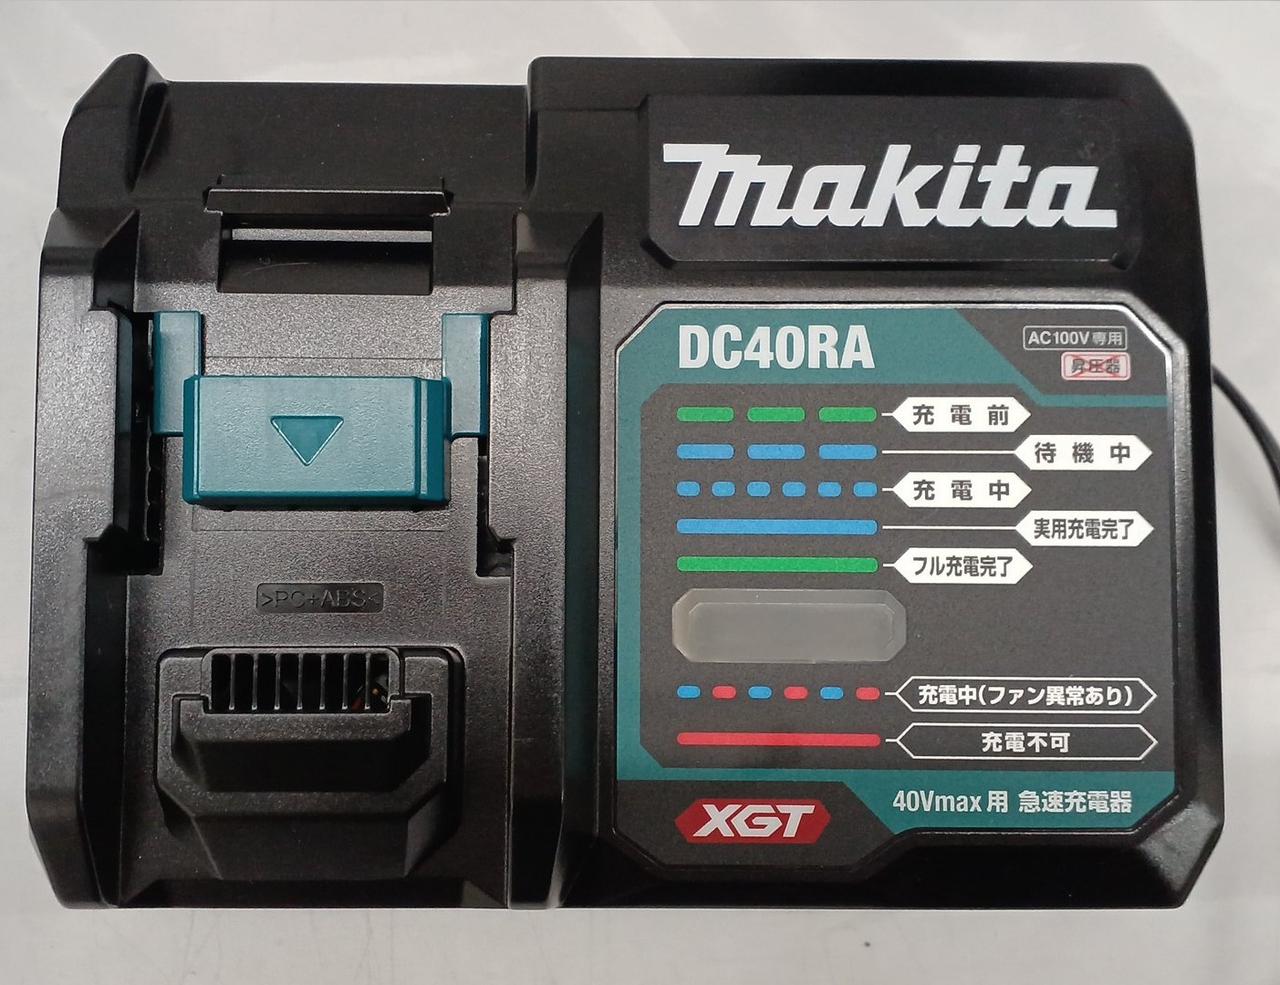 makita
DC40RA
AC100V専用
昇圧器
充電前
待機中
充電中
実用充電完了
フル充電完了
>PC+ABS<
充電中(ファン異常あり)
充電不可
XGT
40Vmax用 急速充電器